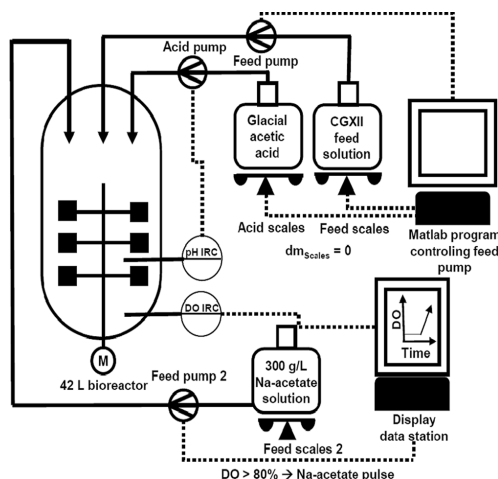 Acid pump
Feed pump
Glacial
acetic
acid
CGXII
feed
solution
Acid scales
Feed scales
dmScales = 0
Matlab program
controling feed
pump
pH IRC
DO IRC
M
42 L bioreactor
Feed pump 2
300 g/L
Na-acetate
solution
Feed scales 2
DO
Time
Display
data station
DO > 80% → Na-acetate pulse